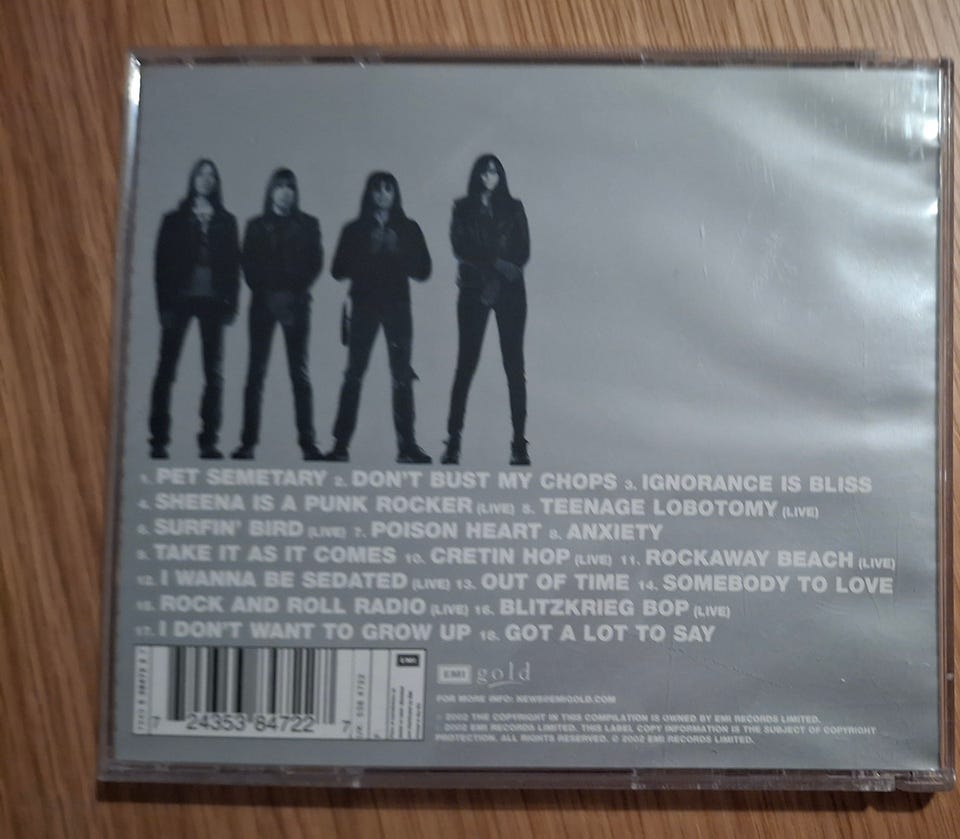 1. PET SEMETARY 2. DON'T BUST MY CHOPS 3. IGNORANCE IS BLISS
4. SHEENA IS A PUNK ROCKER (LIVE) 5. TEENAGE LOBOTOMY (LIVE)
6. SURFIN' BIRD (LIVE) 7. POISON HEART 8. ANXIETY
9. TAKE IT AS IT COMES 10. CRETIN HOP (LIVE) 11. ROCKAWAY BEACH (LIVE)
12. I WANNA BE SEDATED (LIVE) 13. OUT OF TIME 14. SOMEBODY TO LOVE
15. ROCK AND ROLL RADIO (LIVE) 16. BLITZKRIEG BOP (LIVE)
17. I DON'T WANT TO GROW UP 18. GOT A LOT TO SAY
EMI
7 24353 84722 7
EMI gold
FOR MORE INFO: NEWS@EMIGOLD.COM
℗ 2002 THE COPYRIGHT IN THIS COMPILATION IS OWNED BY EMI RECORDS LIMITED.
© 2002 EMI RECORDS LIMITED. THIS LABEL COPY INFORMATION IS THE SUBJECT OF COPYRIGHT
PROTECTION. ALL RIGHTS RESERVED. © 2002 EMI RECORDS LIMITED.